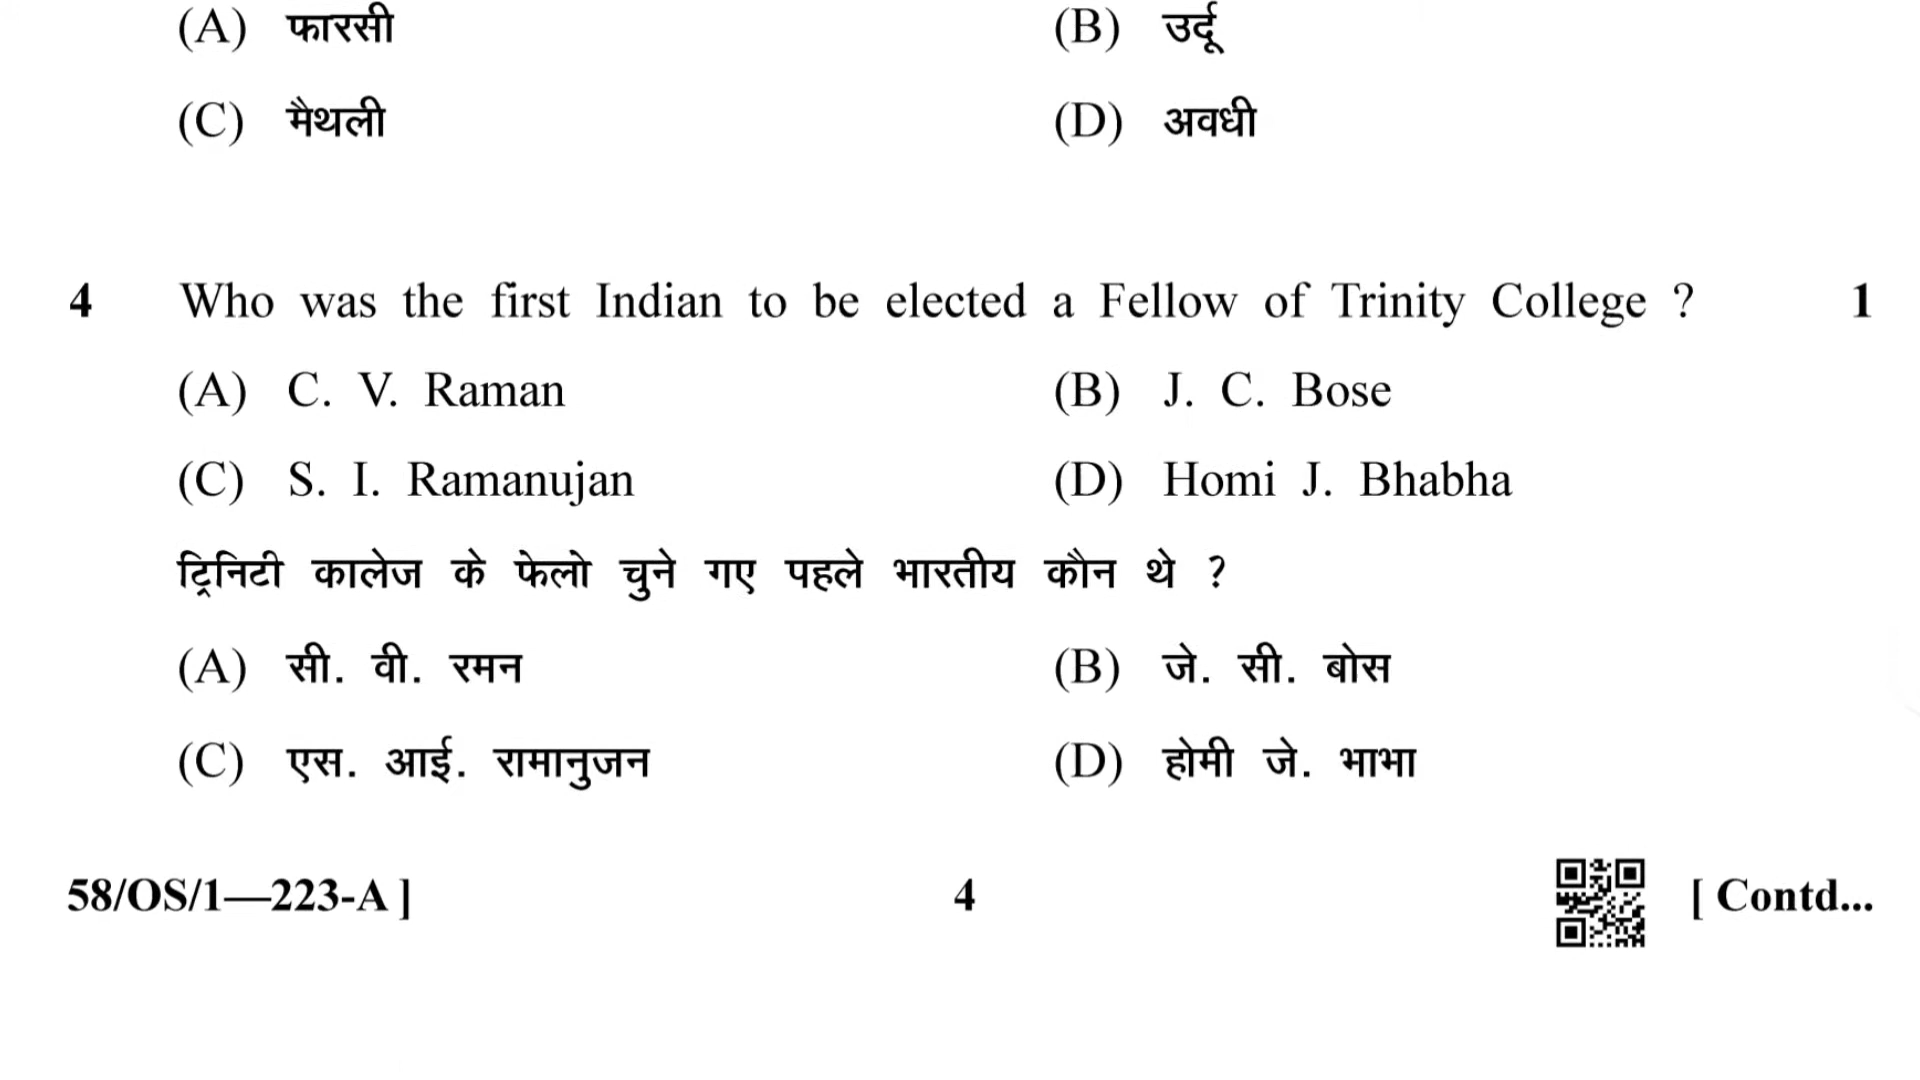 (A) फारसी (B) उर्दू
(C) मैथली (D) अवधी
4 Who was the first Indian to be elected a Fellow of Trinity College ? 1
(A) C. V. Raman (B) J. C. Bose
(C) S. I. Ramanujan (D) Homi J. Bhabha
ट्रिनिटी कालेज के फेलो चुने गए पहले भारतीय कौन थे ?
(A) सी. वी. रमन (B) जे. सी. बोस
(C) एस. आई. रामानुजन (D) होमी जे. भाभा
58/OS/1—223-A ] 4 [ Contd...